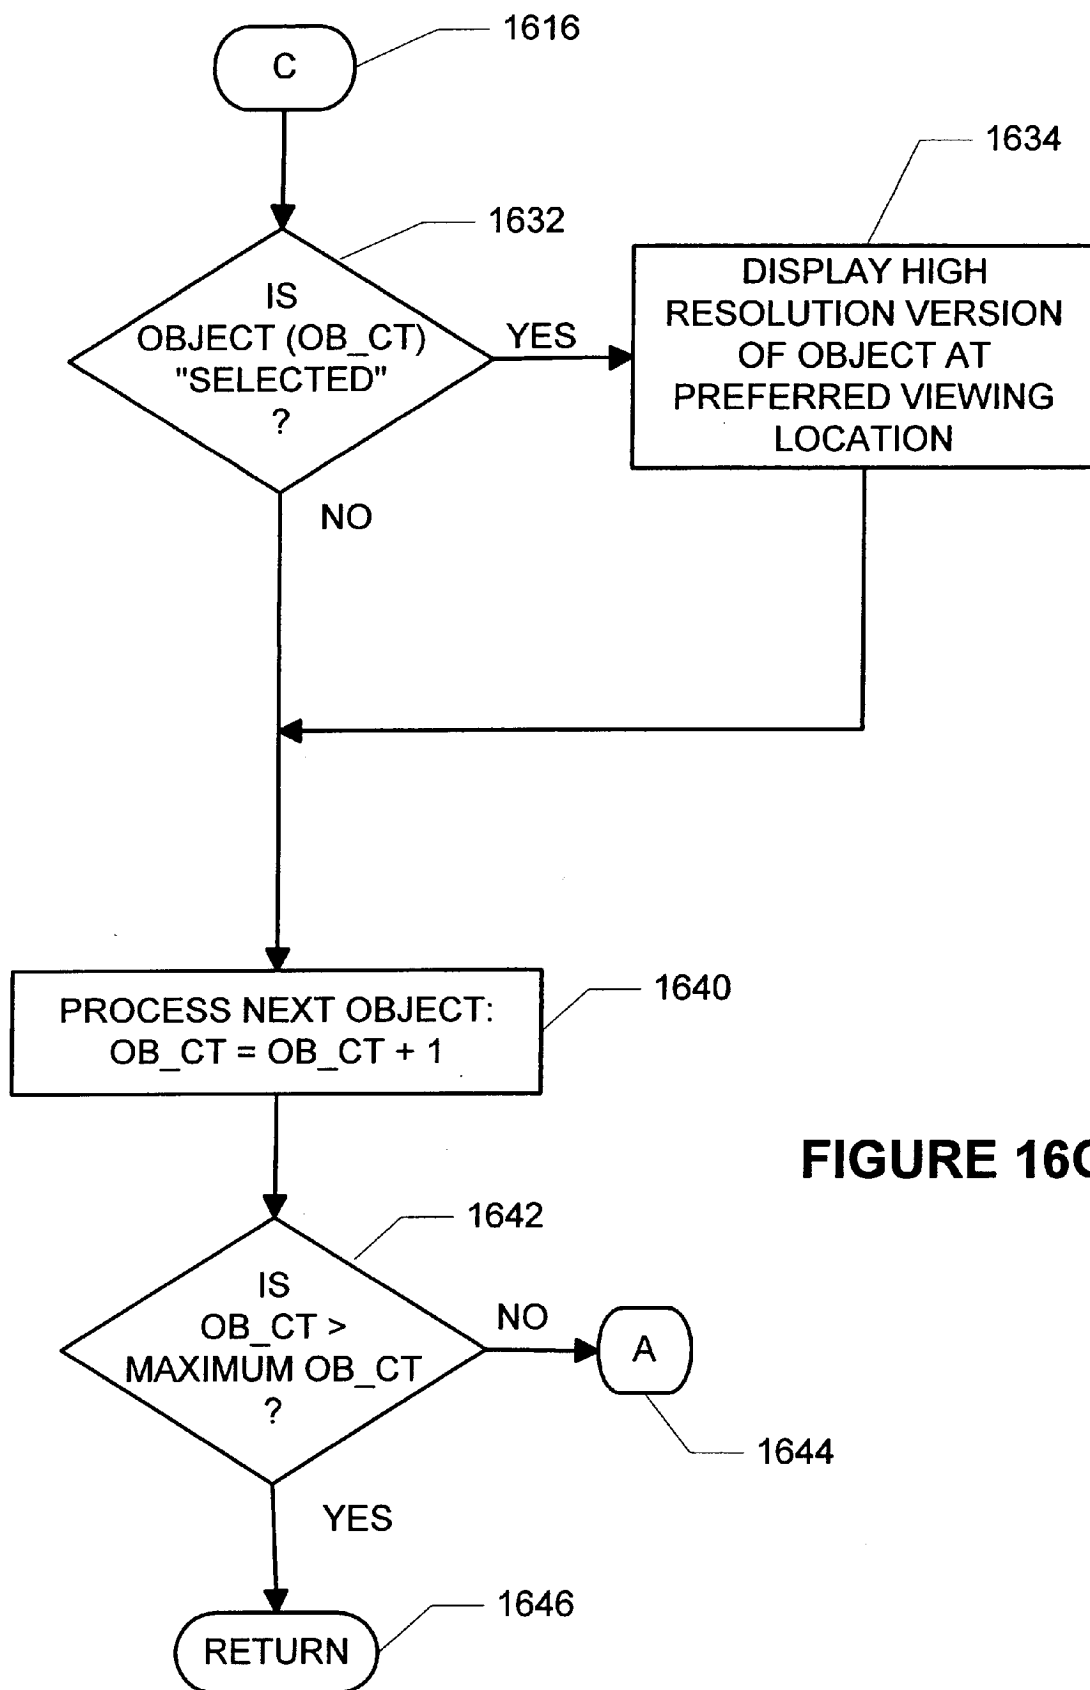 C
1616
1634
1632
IS
OBJECT (OB_CT)
"SELECTED"
?
YES
DISPLAY HIGH
RESOLUTION VERSION
OF OBJECT AT
PREFERRED VIEWING
LOCATION
NO
PROCESS NEXT OBJECT:
OB_CT = OB_CT + 1
1640
FIGURE 16C
1642
IS
OB_CT >
MAXIMUM OB_CT
?
NO
A
1644
YES
RETURN
1646